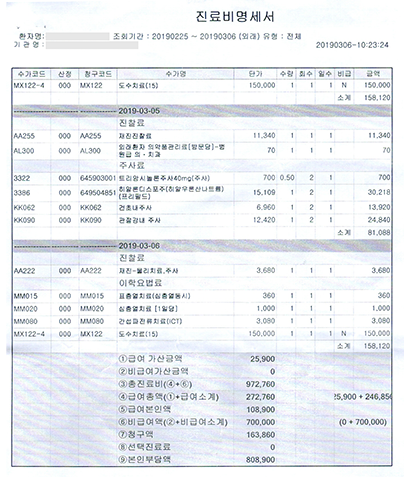 진료비명세서
환자명: 조회기간 : 20190225 ~ 20190306 (외래) 유형 : 전체
기 관 명 : 20190306-10:23:24
수가코드 산정 청구코드 수가명 단가 수량 회수 일수 비급 금액
MX122-4 000 MX122 도수치료(15) 150,000 1 1 1 N 150,000
소계 158,120
2019-03-05
진찰료
AA255 000 AA255 재진진찰료 11,340 1 1 1 11,340
AL300 000 AL300 외래환자 의약품관리료[방문당]-병원급 의·치과 70 1 1 1 70
주사료
3322 000 645903001 트리암시놀론주사40mg(주사) 700 0.50 2 1 700
3386 000 649504851 히알론디스포주(히알우론산나트륨)(프리필드) 15,109 1 2 1 30,218
KK062 000 KK062 건초내주사 6,960 1 2 1 13,920
KK090 000 KK090 관절강내 주사 12,420 1 2 1 24,840
소계 81,088
2019-03-06
진찰료
AA222 000 AA222 재진-물리치료,주사 3,680 1 1 1 3,680
이학요법료
MM015 000 MM015 표층열치료(심층열동시) 360 1 1 1 360
MM020 000 MM020 심층열치료 [1일당] 1,000 1 1 1 1,000
MM080 000 MM080 간섭파전류치료(ICT) 3,080 1 1 1 3,080
MX122-4 000 MX122 도수치료(15) 150,000 1 1 1 N 150,000
소계 158,120
①급여 가산금액 25,900
②비급여가산금액 0
③총진료비(④+⑥) 972,760
④급여총액(①+급여소계) 272,760 25,900 + 246,850
⑤급여본인액 108,900
⑥비급여액(②+비급여소계) 700,000 (0 + 700,000)
⑦청구액 163,860
⑧선택진료료 0
⑨본인부담액 808,900